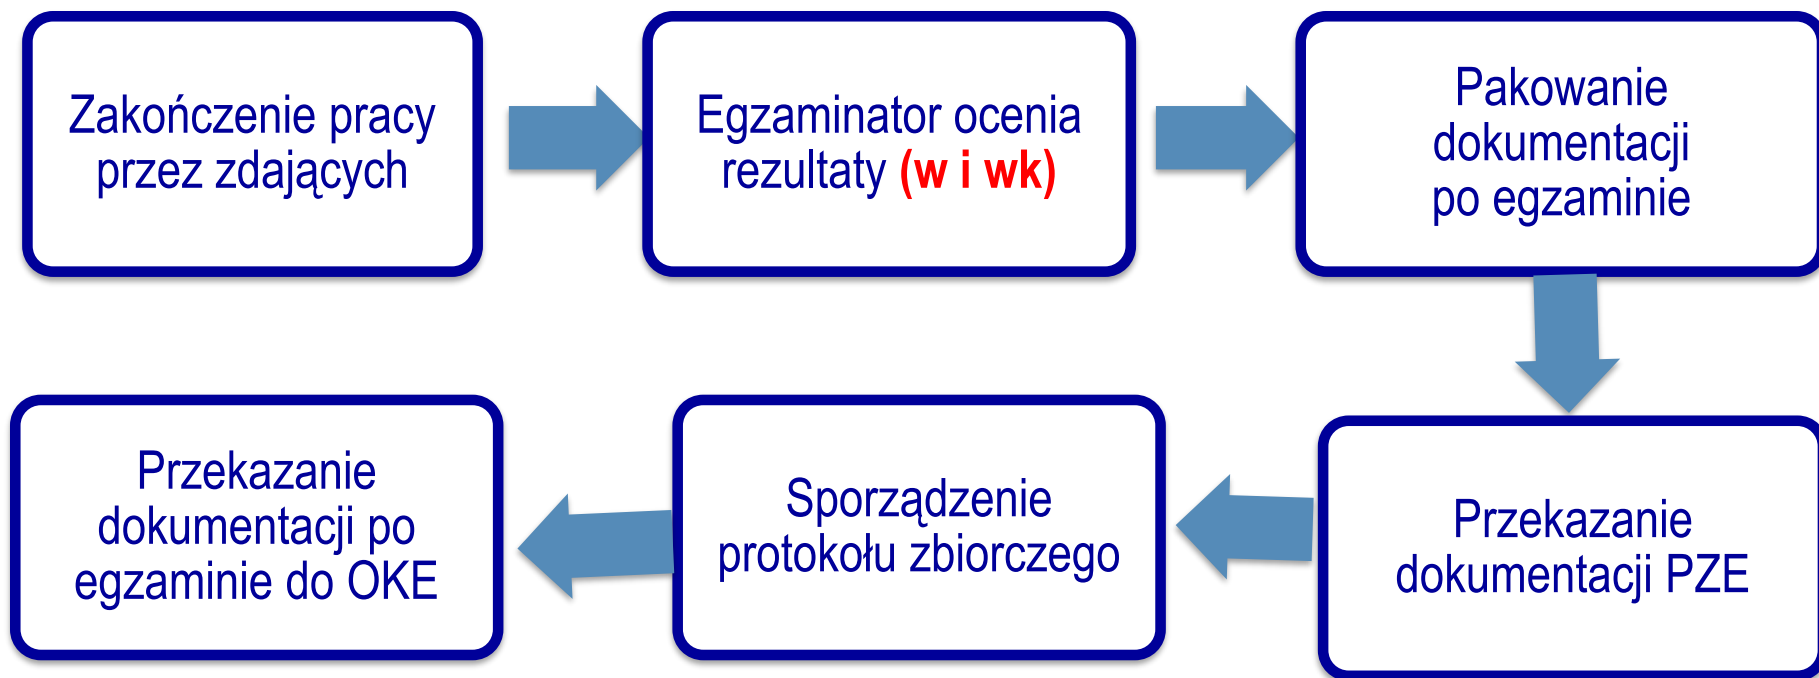 Zakończenie pracy
przez zdających
Egzaminator ocenia
rezultaty (w i wk)
Pakowanie
dokumentacji
po egzaminie
Przekazanie
dokumentacji PZE
Sporządzenie
protokołu zbiorczego
Przekazanie
dokumentacji po
egzaminie do OKE